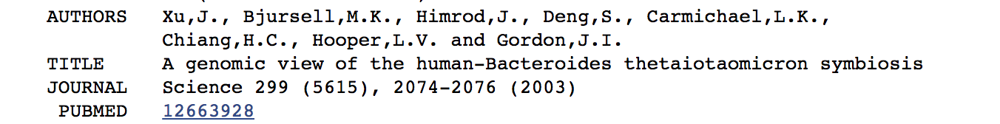 AUTHORS Xu,J., Bjursell,M.K., Himrod,J., Deng,S., Carmichael,L.K.,
Chiang,H.C., Hooper,L.V. and Gordon,J.I.
TITLE A genomic view of the human-Bacteroides thetaiotaomicron symbiosis
JOURNAL Science 299 (5615), 2074-2076 (2003)
PUBMED 12663928